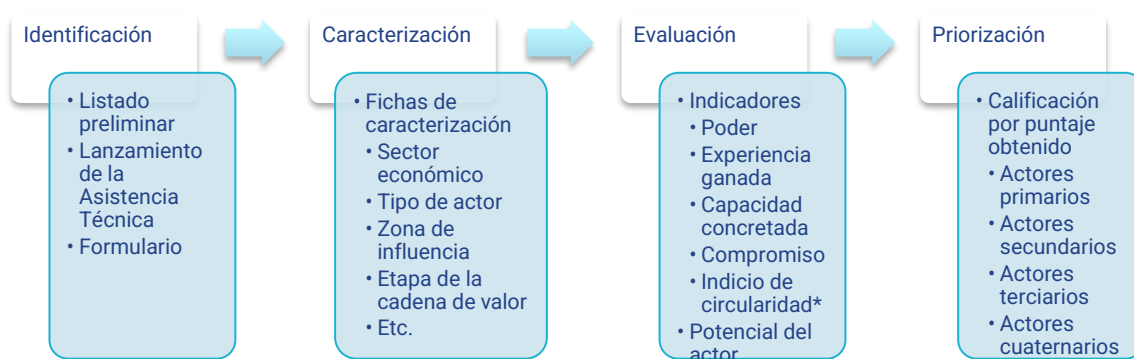 Identificación
• Listado
preliminar
• Lanzamiento
de la
Asistencia
Técnica
• Formulario
Caracterización
• Fichas de
caracterización
• Sector
económico
• Tipo de actor
• Zona de
influencia
• Etapa de la
cadena de valor
• Etc.
Evaluación
• Indicadores
• Poder
• Experiencia
ganada
• Capacidad
concretada
• Compromiso
• Indicio de
circularidad*
• Potencial del
actor
Priorización
• Calificación
por puntaje
obtenido
• Actores
primarios
• Actores
secundarios
• Actores
terciarios
• Actores
cuaternarios